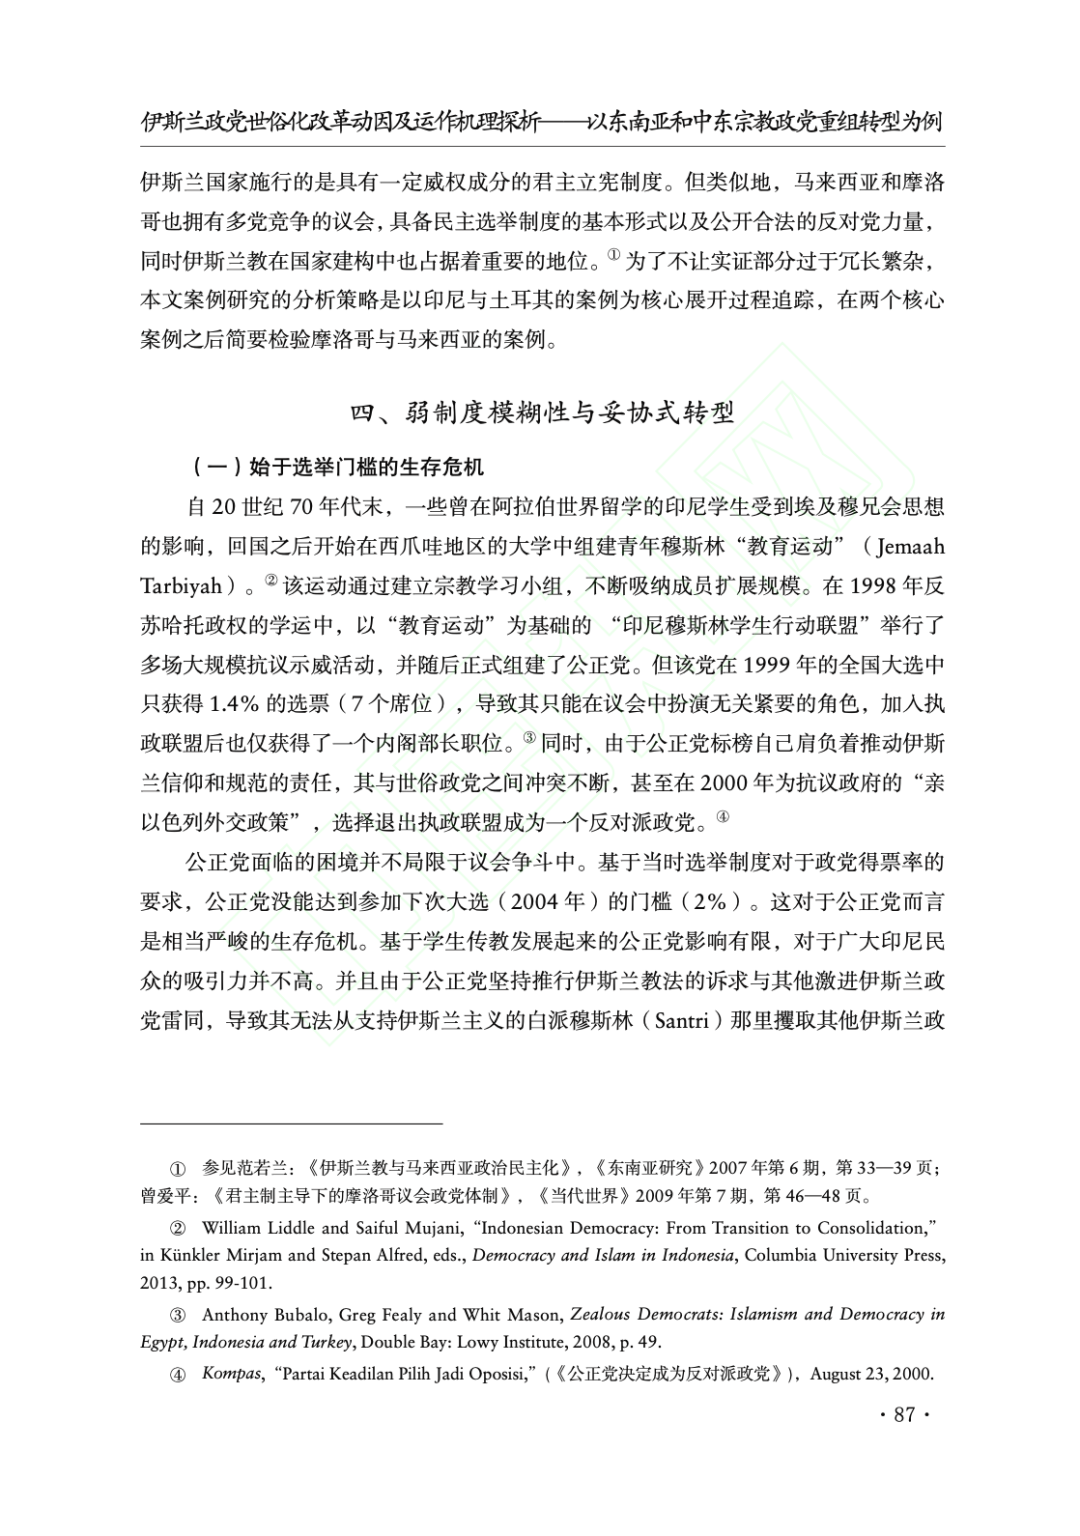 伊斯兰政党世俗化改革动因及运作机理探析——以东南亚和中东宗教政党重组转型为例
伊斯兰国家施行的是具有一定威权成分的君主立宪制度。但类似地，马来西亚和摩洛
哥也拥有多党竞争的议会，具备民主选举制度的基本形式以及公开合法的反对党力量，
同时伊斯兰教在国家建构中也占据着重要的地位。①为了不让实证部分过于冗长繁杂，
本文案例研究的分析策略是以印尼与土耳其的案例为核心展开过程追踪，在两个核心
案例之后简要检验摩洛哥与马来西亚的案例。
四、弱制度模糊性与妥协式转型
（一）始于选举门槛的生存危机
自 20 世纪 70 年代末，一些曾在阿拉伯世界留学的印尼学生受到埃及穆兄会思想
的影响，回国之后开始在西爪哇地区的大学中组建青年穆斯林“教育运动”（Jemaah
Tarbiyah）。②该运动通过建立宗教学习小组，不断吸纳成员扩展规模。在 1998 年反
苏哈托政权的学运中，以“教育运动”为基础的 “印尼穆斯林学生行动联盟”举行了
多场大规模抗议示威活动，并随后正式组建了公正党。但该党在 1999 年的全国大选中
只获得 1.4% 的选票（7 个席位），导致其只能在议会中扮演无关紧要的角色，加入执
政联盟后也仅获得了一个内阁部长职位。③同时，由于公正党标榜自己肩负着推动伊斯
兰信仰和规范的责任，其与世俗政党之间冲突不断，甚至在 2000 年为抗议政府的“亲
以色列外交政策”，选择退出执政联盟成为一个反对派政党。④
公正党面临的困境并不局限于议会争斗中。基于当时选举制度对于政党得票率的
要求，公正党没能达到参加下次大选（2004 年）的门槛（2%）。这对于公正党而言
是相当严峻的生存危机。基于学生传教发展起来的公正党影响有限，对于广大印尼民
众的吸引力并不高。并且由于公正党坚持推行伊斯兰教法的诉求与其他激进伊斯兰政
党雷同，导致其无法从支持伊斯兰主义的白派穆斯林（Santri）那里攫取其他伊斯兰政
① 参见范若兰：《伊斯兰教与马来西亚政治民主化》，《东南亚研究》2007 年第 6 期，第 33—39 页；
曾爱平：《君主制主导下的摩洛哥议会政党体制》，《当代世界》2009 年第 7 期，第 46—48 页。
② William Liddle and Saiful Mujani, “Indonesian Democracy: From Transition to Consolidation,”
in Künkler Mirjam and Stepan Alfred, eds., Democracy and Islam in Indonesia, Columbia University Press,
2013, pp. 99-101.
③ Anthony Bubalo, Greg Fealy and Whit Mason, Zealous Democrats: Islamism and Democracy in
Egypt, Indonesia and Turkey, Double Bay: Lowy Institute, 2008, p. 49.
④ Kompas, “Partai Keadilan Pilih Jadi Oposisi,”（《公正党决定成为反对派政党》）, August 23, 2000.
· 87 ·